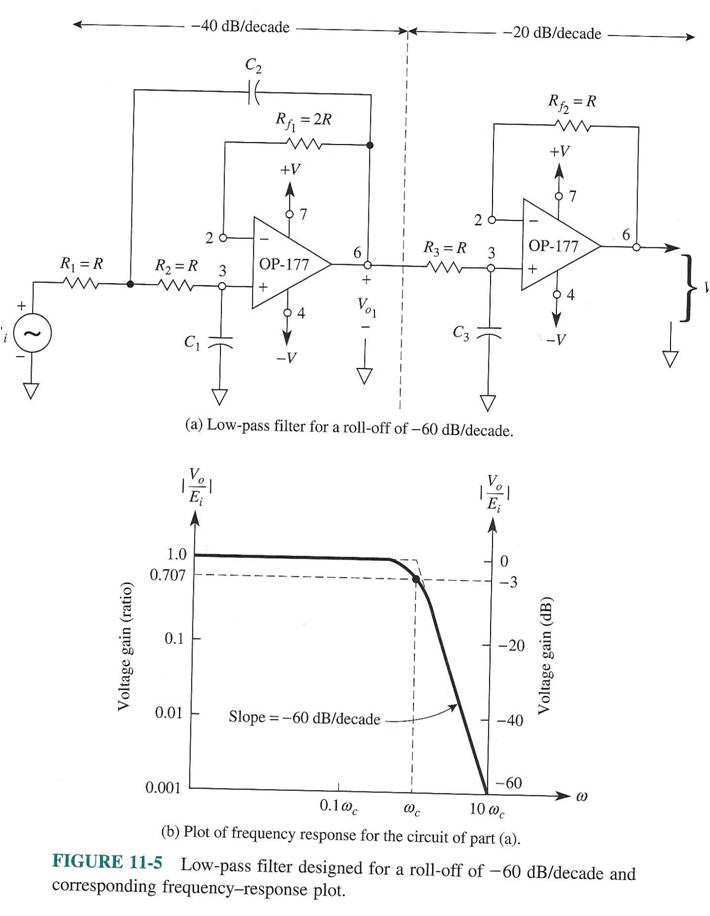 −40 dB/decade
−20 dB/decade
C2
Rf1 = 2R
Rf2 = R
+V
+V
7
7
2
2
−
−
R1 = R
R2 = R
3
OP-177
6
R3 = R
3
OP-177
6
+
+
+
+
~
i
−
C1
4
−V
Vo1
−
C3
4
−V
}
V
(a) Low-pass filter for a roll-off of −60 dB/decade.
|Vo/Ei|
|Vo/Ei|
1.0
0
0.707
−3
0.1
−20
0.01
Slope = −60 dB/decade
−40
0.001
−60
Voltage gain (ratio)
Voltage gain (dB)
0.1ωc
ωc
10 ωc
ω
(b) Plot of frequency response for the circuit of part (a).
FIGURE 11-5 Low-pass filter designed for a roll-off of −60 dB/decade and
corresponding frequency–response plot.